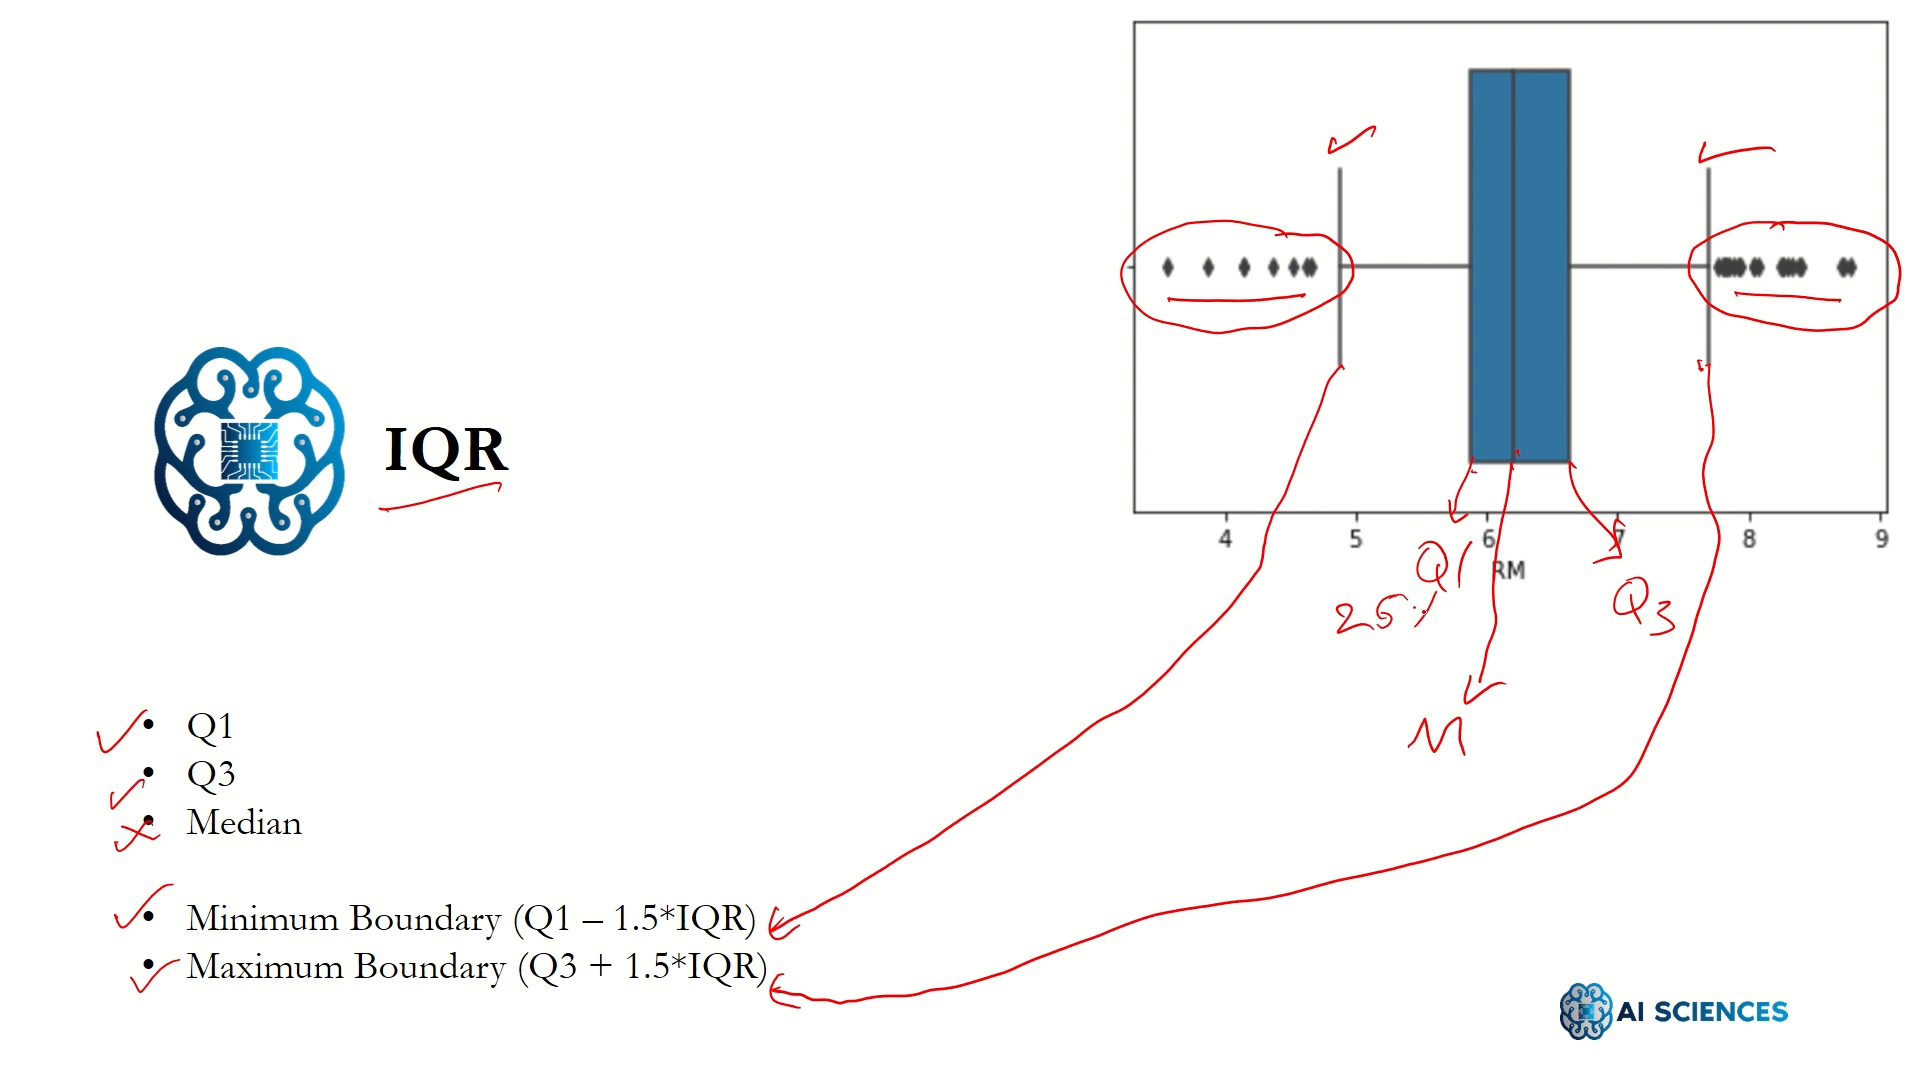 IQR
4 5 6 7 8 9
RM
Q1
25%
Q3
M
• Q1
• Q3
• Median
• Minimum Boundary (Q1 – 1.5*IQR)
• Maximum Boundary (Q3 + 1.5*IQR)
AI SCIENCES